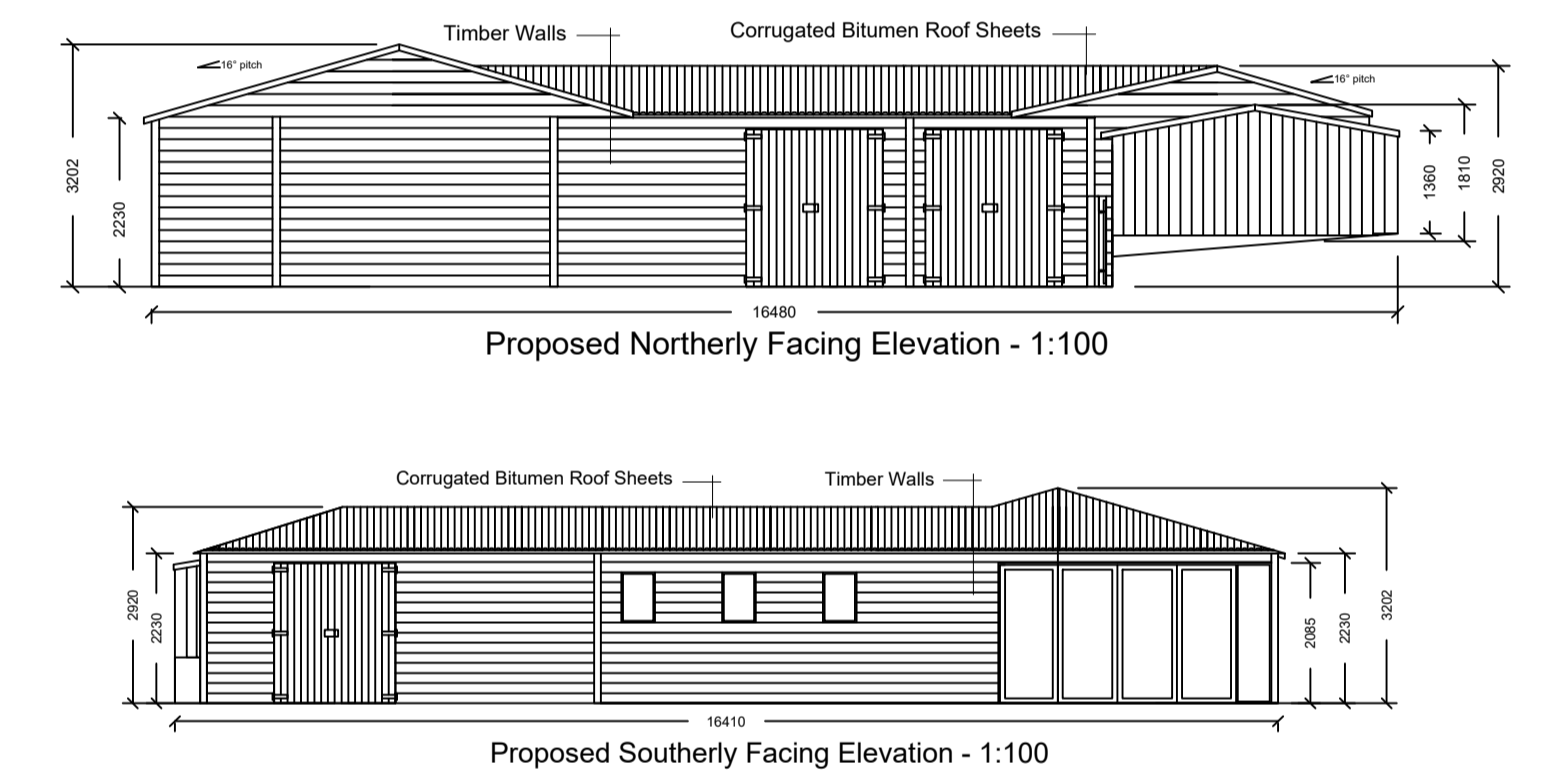 Timber Walls
Corrugated Bitumen Roof Sheets
16° pitch
16° pitch
3202
2230
1360
1810
2920
16480
Proposed Northerly Facing Elevation - 1:100
Corrugated Bitumen Roof Sheets
Timber Walls
2920
2230
2085
2230
3202
16410
Proposed Southerly Facing Elevation - 1:100